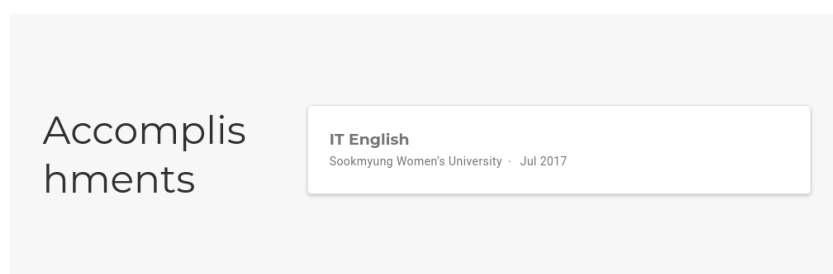 Accomplis
hments
IT English
Sookmyung Women's University · Jul 2017